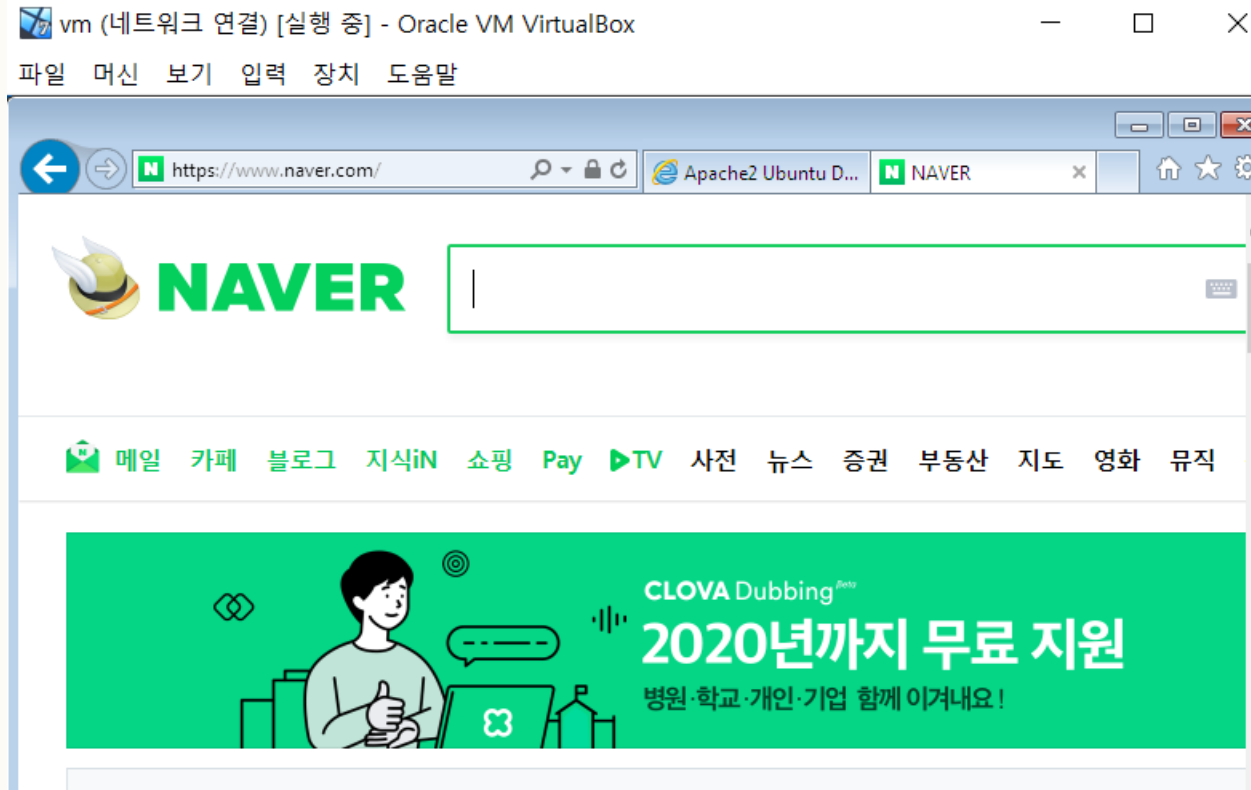 vm (네트워크 연결) [실행 중] - Oracle VM VirtualBox
파일 머신 보기 입력 장치 도움말
https://www.naver.com/ Apache2 Ubuntu D... NAVER
NAVER
메일 카페 블로그 지식iN 쇼핑 Pay TV 사전 뉴스 증권 부동산 지도 영화 뮤직
CLOVA Dubbing Beta
2020년까지 무료 지원
병원·학교·개인·기업 함께 이겨내요!